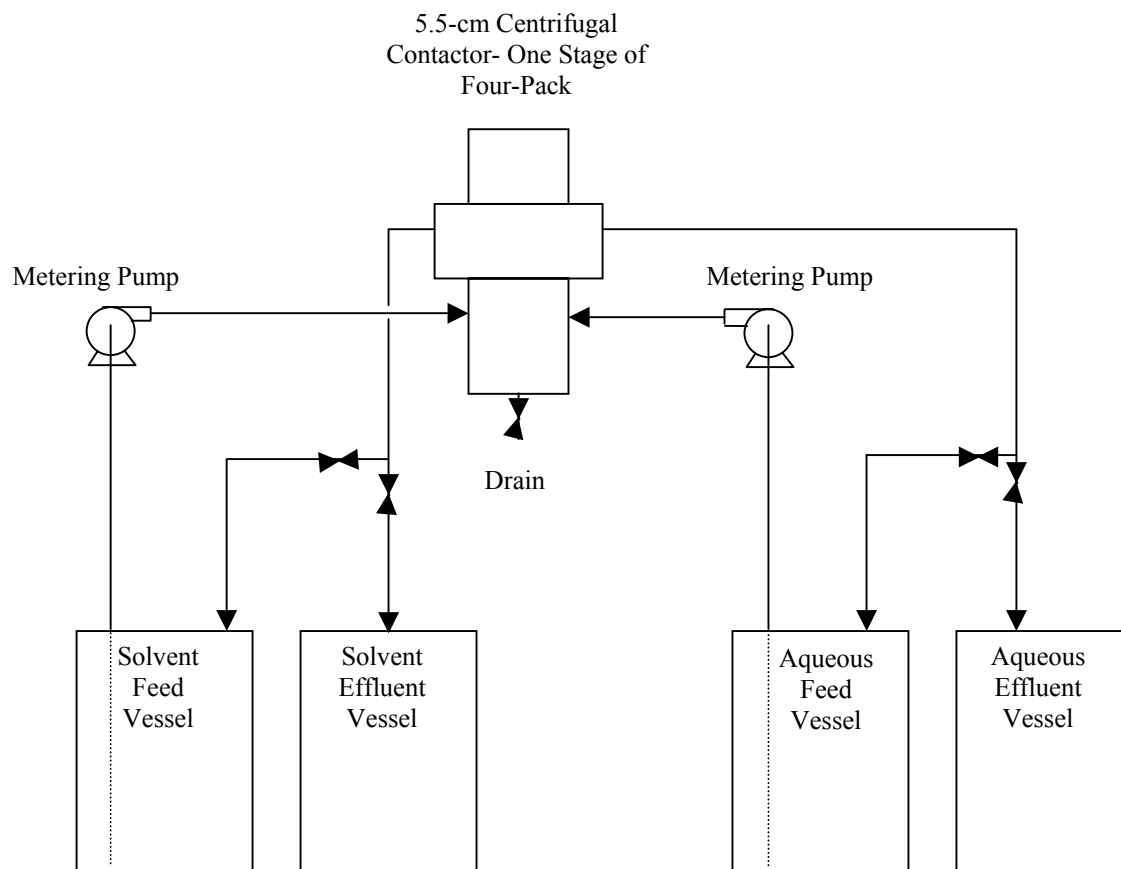 5.5-cm Centrifugal
Contactor- One Stage of
Four-Pack
Metering Pump
Metering Pump
Drain
Solvent
Feed
Vessel
Solvent
Effluent
Vessel
Aqueous
Feed
Vessel
Aqueous
Effluent
Vessel